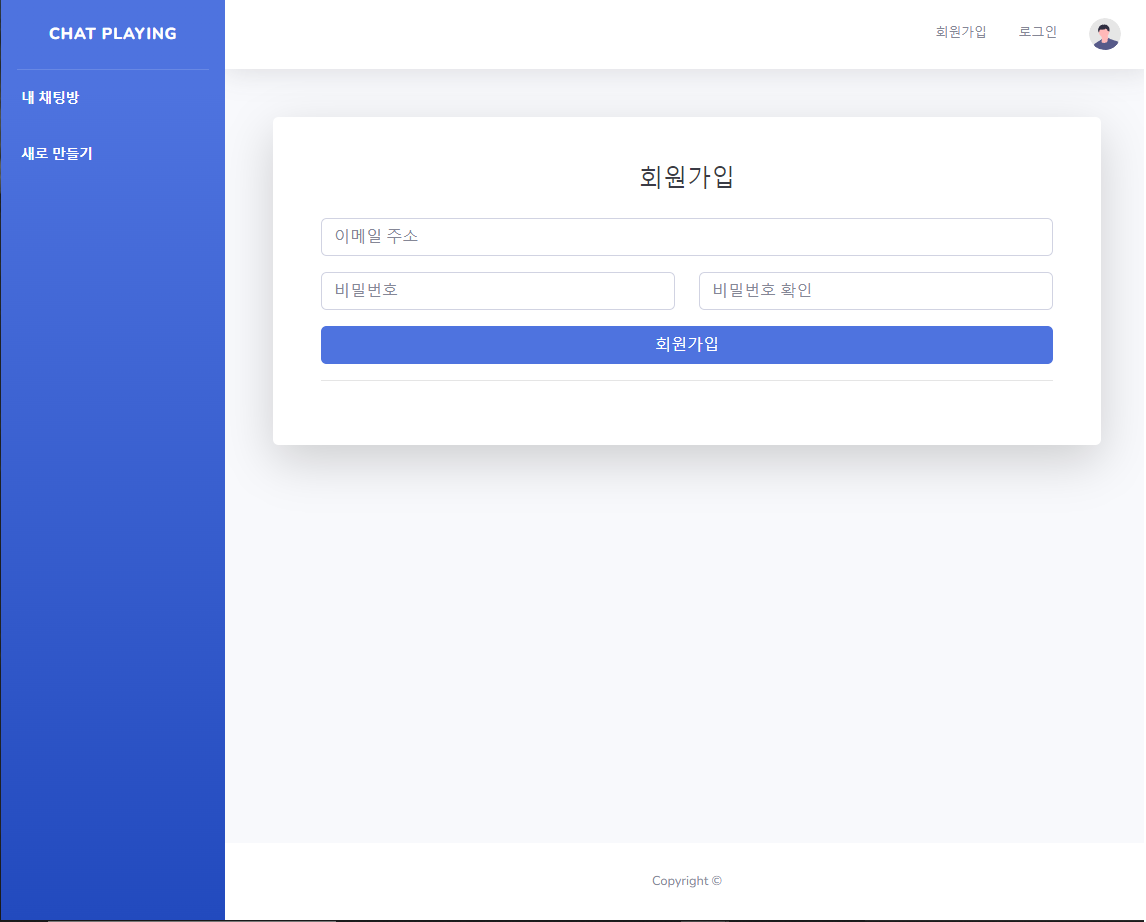 CHAT PLAYING
회원가입
로그인
내 채팅방
새로 만들기
회원가입
이메일 주소
비밀번호
비밀번호 확인
회원가입
Copyright ©